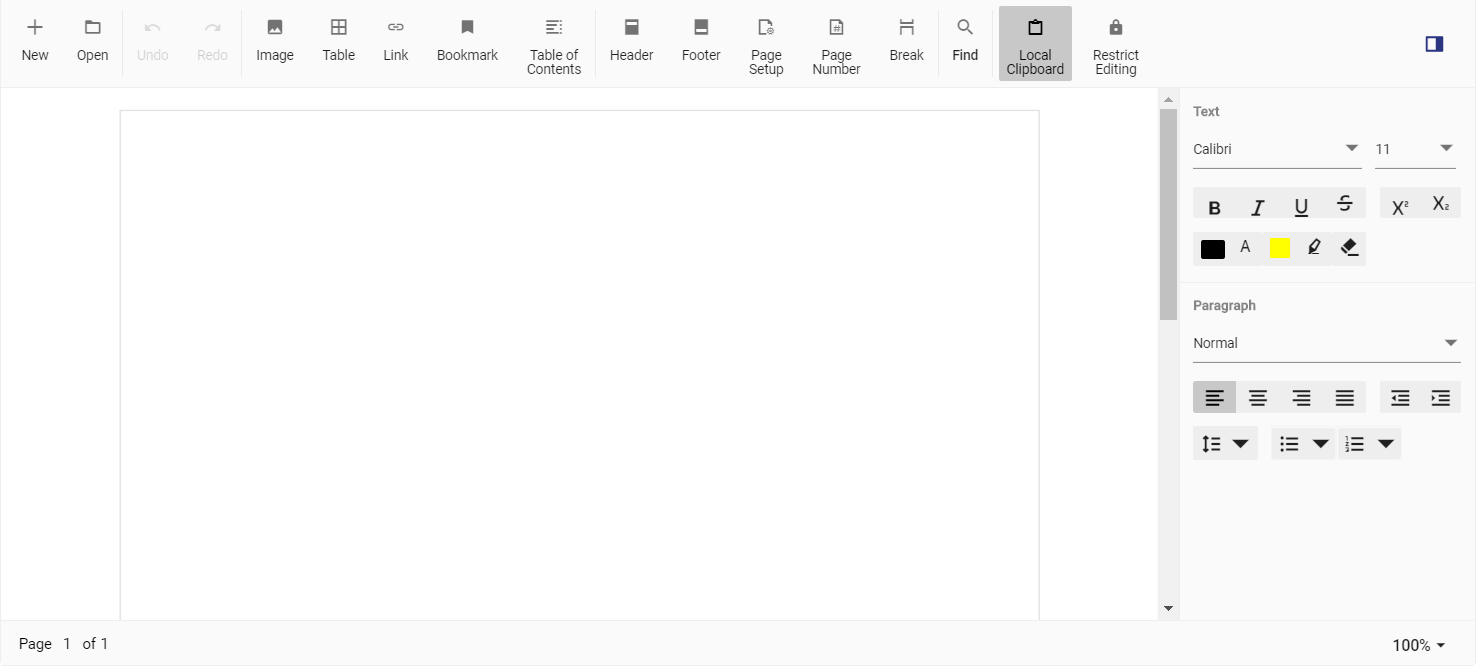 New
Open
Undo
Redo
Image
Table
Link
Bookmark
Table of
Contents
Header
Footer
Page
Setup
Page
Number
Break
Find
Local
Clipboard
Restrict
Editing
Text
Calibri 11
B I U S X² X₂
A
Paragraph
Normal
Page 1 of 1
100%